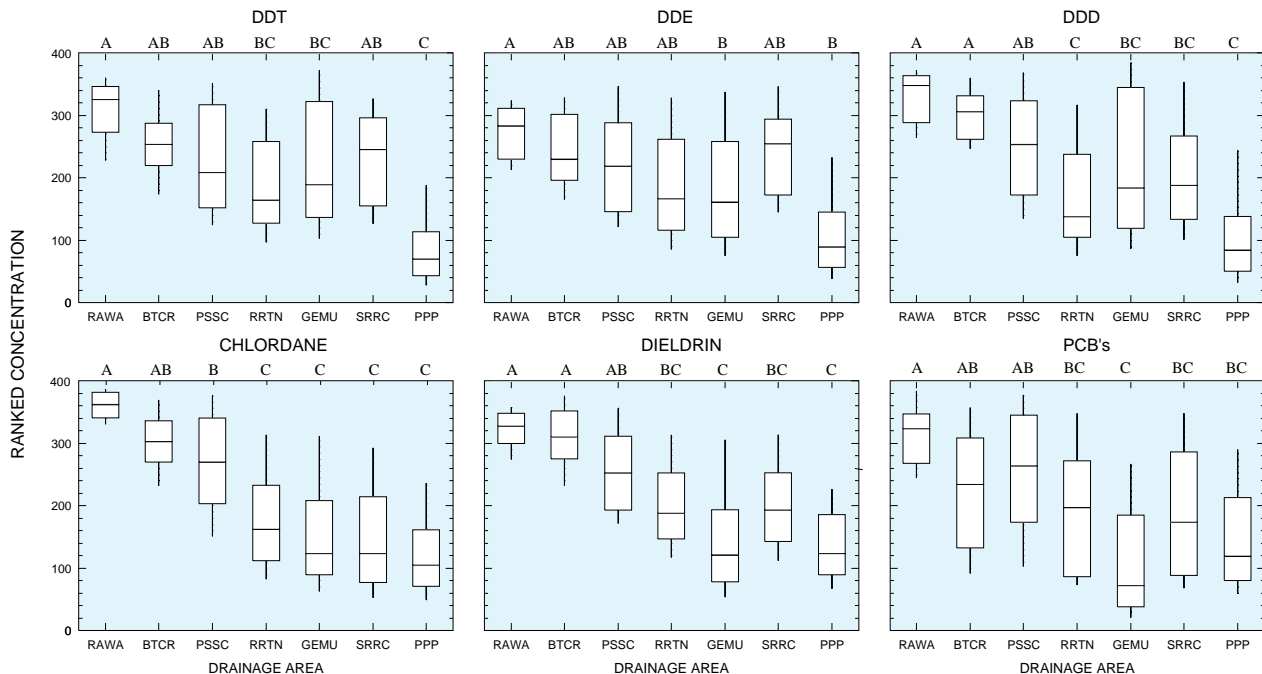 DDT DDE DDD
A AB AB BC BC AB C A AB AB AB B AB B A A AB C BC BC C
400
300
200
100
0
RAWA BTCR PSSC RRTN GEMU SRRC PPP RAWA BTCR PSSC RRTN GEMU SRRC PPP RAWA BTCR PSSC RRTN GEMU SRRC PPP
RANKED CONCENTRATION
CHLORDANE DIELDRIN PCB's
A AB B C C C C A A AB BC C BC C A AB AB BC C BC BC
400
300
200
100
0
RAWA BTCR PSSC RRTN GEMU SRRC PPP RAWA BTCR PSSC RRTN GEMU SRRC PPP RAWA BTCR PSSC RRTN GEMU SRRC PPP
DRAINAGE AREA DRAINAGE AREA DRAINAGE AREA